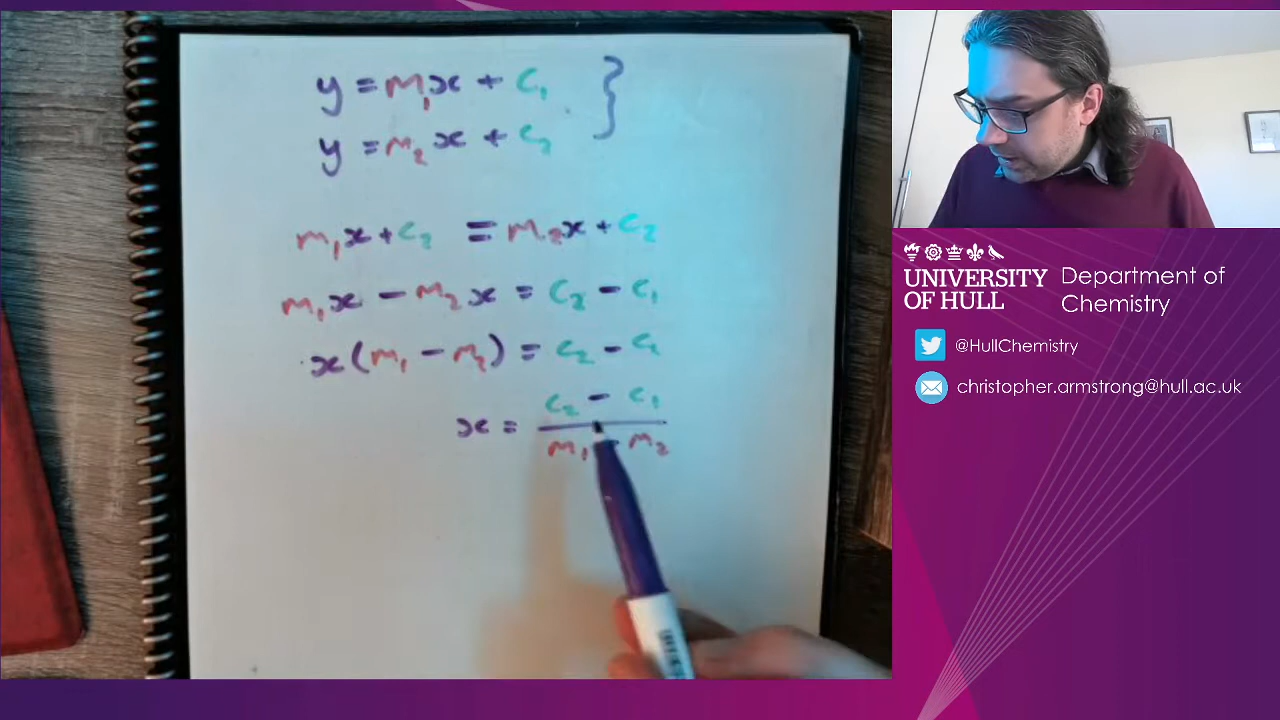 y = m₁x + c₁ }
y = m₂x + c₂
m₁x + c₂ = m₂x + c₂
m₁x - m₂x = c₂ - c₁
x(m₁ - m₂) = c₂ - c₁
x = c₂ - c₁
m₁ - m₂
UNIVERSITY
OF HULL
Department of
Chemistry
@HullChemistry
christopher.armstrong@hull.ac.uk